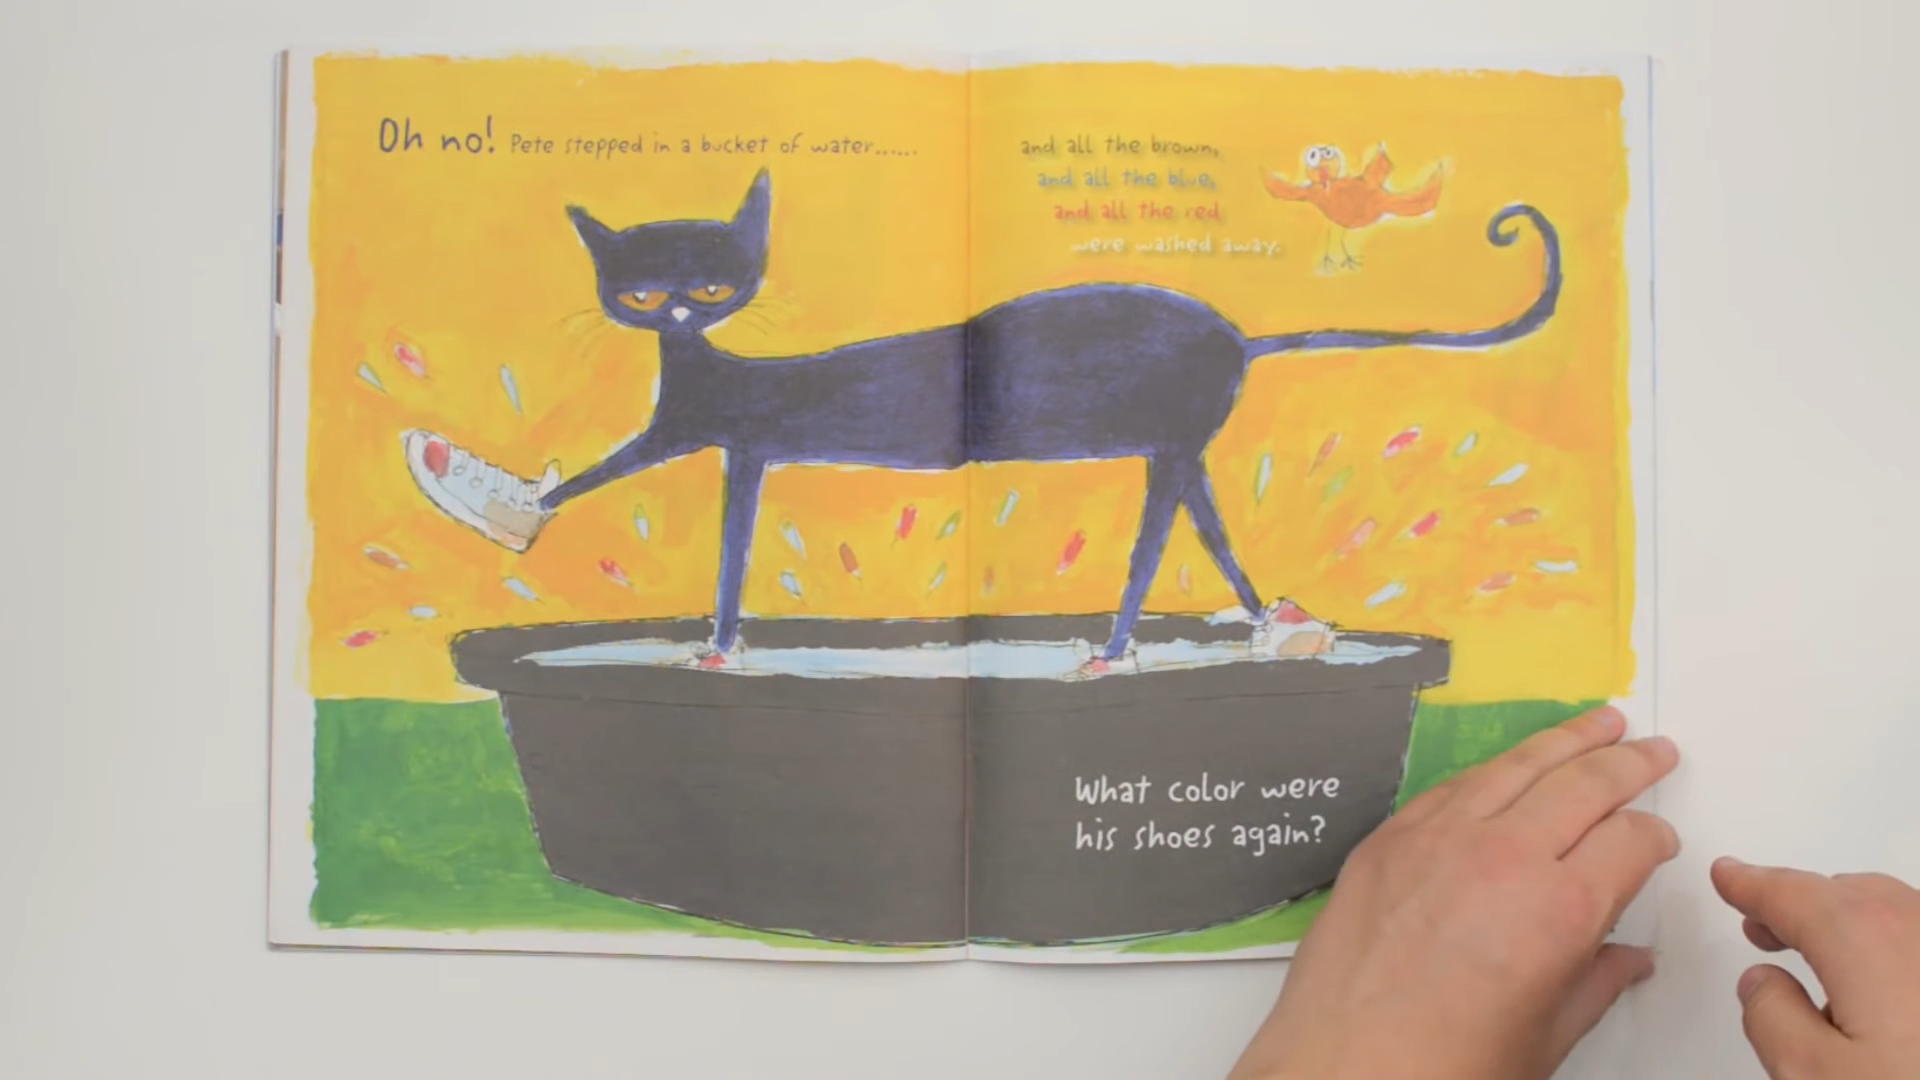 Oh no! Pete stepped in a bucket of water......
and all the brown,
and all the blue,
and all the red
were washed away.
What color were
his shoes again?